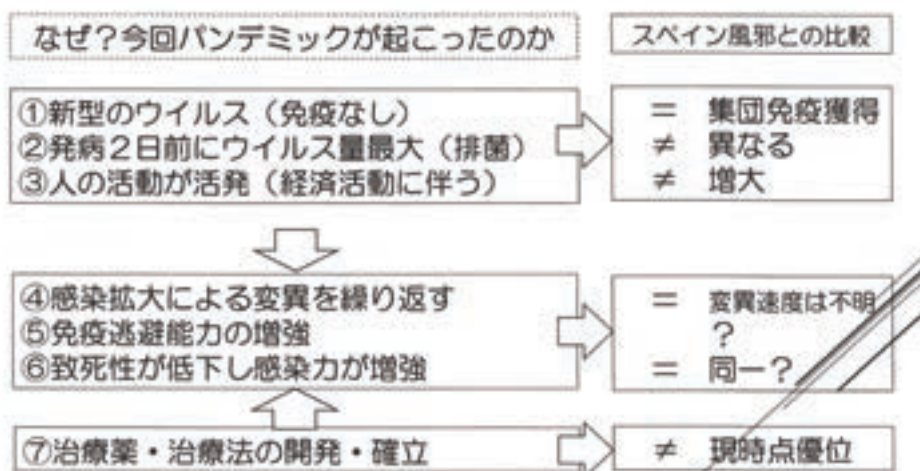 なぜ？今回パンデミックが起こったのか
スペイン風邪との比較
①新型のウイルス（免疫なし）
②発病２日前にウイルス量最大（排菌）
③人の活動が活発（経済活動に伴う）
＝ 集団免疫獲得
≠ 異なる
≠ 増大
④感染拡大による変異を繰り返す
⑤免疫逃避能力の増強
⑥致死性が低下し感染力が増強
＝ 変異速度は不明
？
＝ 同一？
⑦治療薬・治療法の開発・確立
≠ 現時点優位